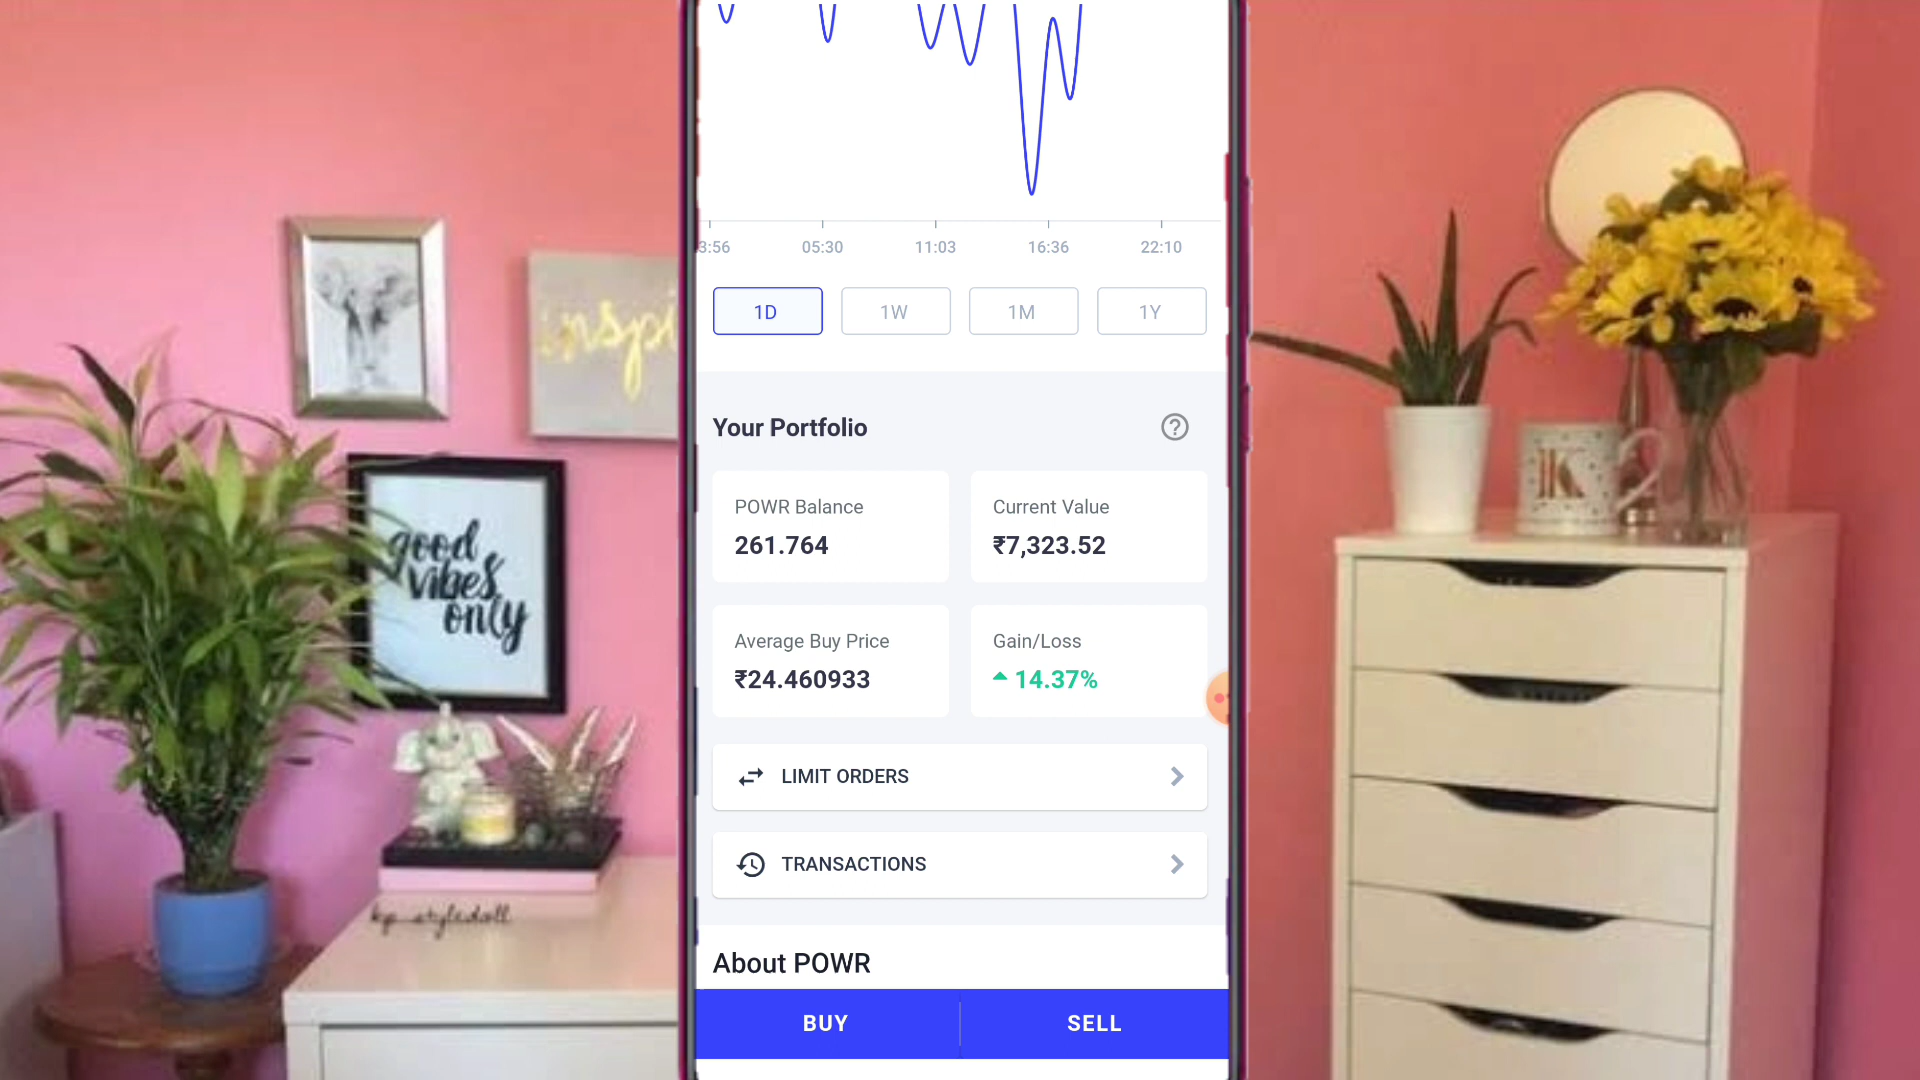 3:56 05:30 11:03 16:36 22:10
1D 1W 1M 1Y
Your Portfolio
POWR Balance
261.764
Current Value
₹7,323.52
Average Buy Price
₹24.460933
Gain/Loss
14.37%
LIMIT ORDERS
TRANSACTIONS
About POWR
BUY SELL
inspi
good
vibes
only
kp_styledoll
K